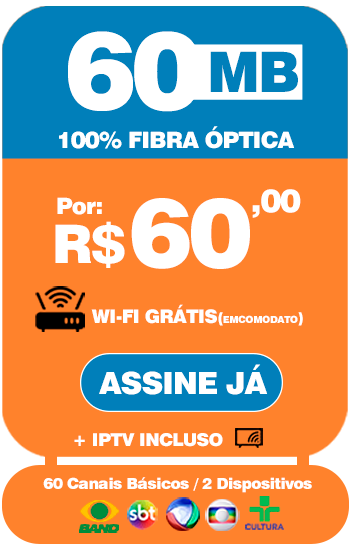 60 MB
100% FIBRA ÓPTICA
Por:
R$60,00
WI-FI GRÁTIS(EMCOMODATO)
ASSINE JÁ
+ IPTV INCLUSO
60 Canais Básicos / 2 Dispositivos
BAND sbt CULTURA